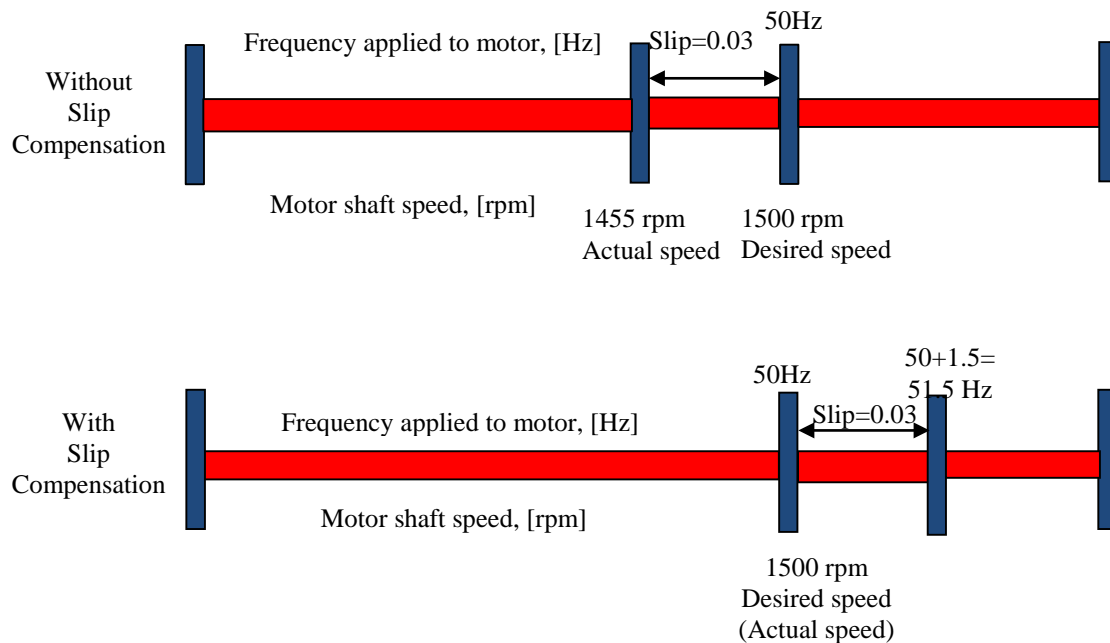 50Hz
Frequency applied to motor, [Hz]
Slip=0.03
Without
Slip
Compensation
Motor shaft speed, [rpm]
1455 rpm
Actual speed
1500 rpm
Desired speed
50+1.5=
51.5 Hz
50Hz
Frequency applied to motor, [Hz]
Slip=0.03
With
Slip
Compensation
Motor shaft speed, [rpm]
1500 rpm
Desired speed
(Actual speed)